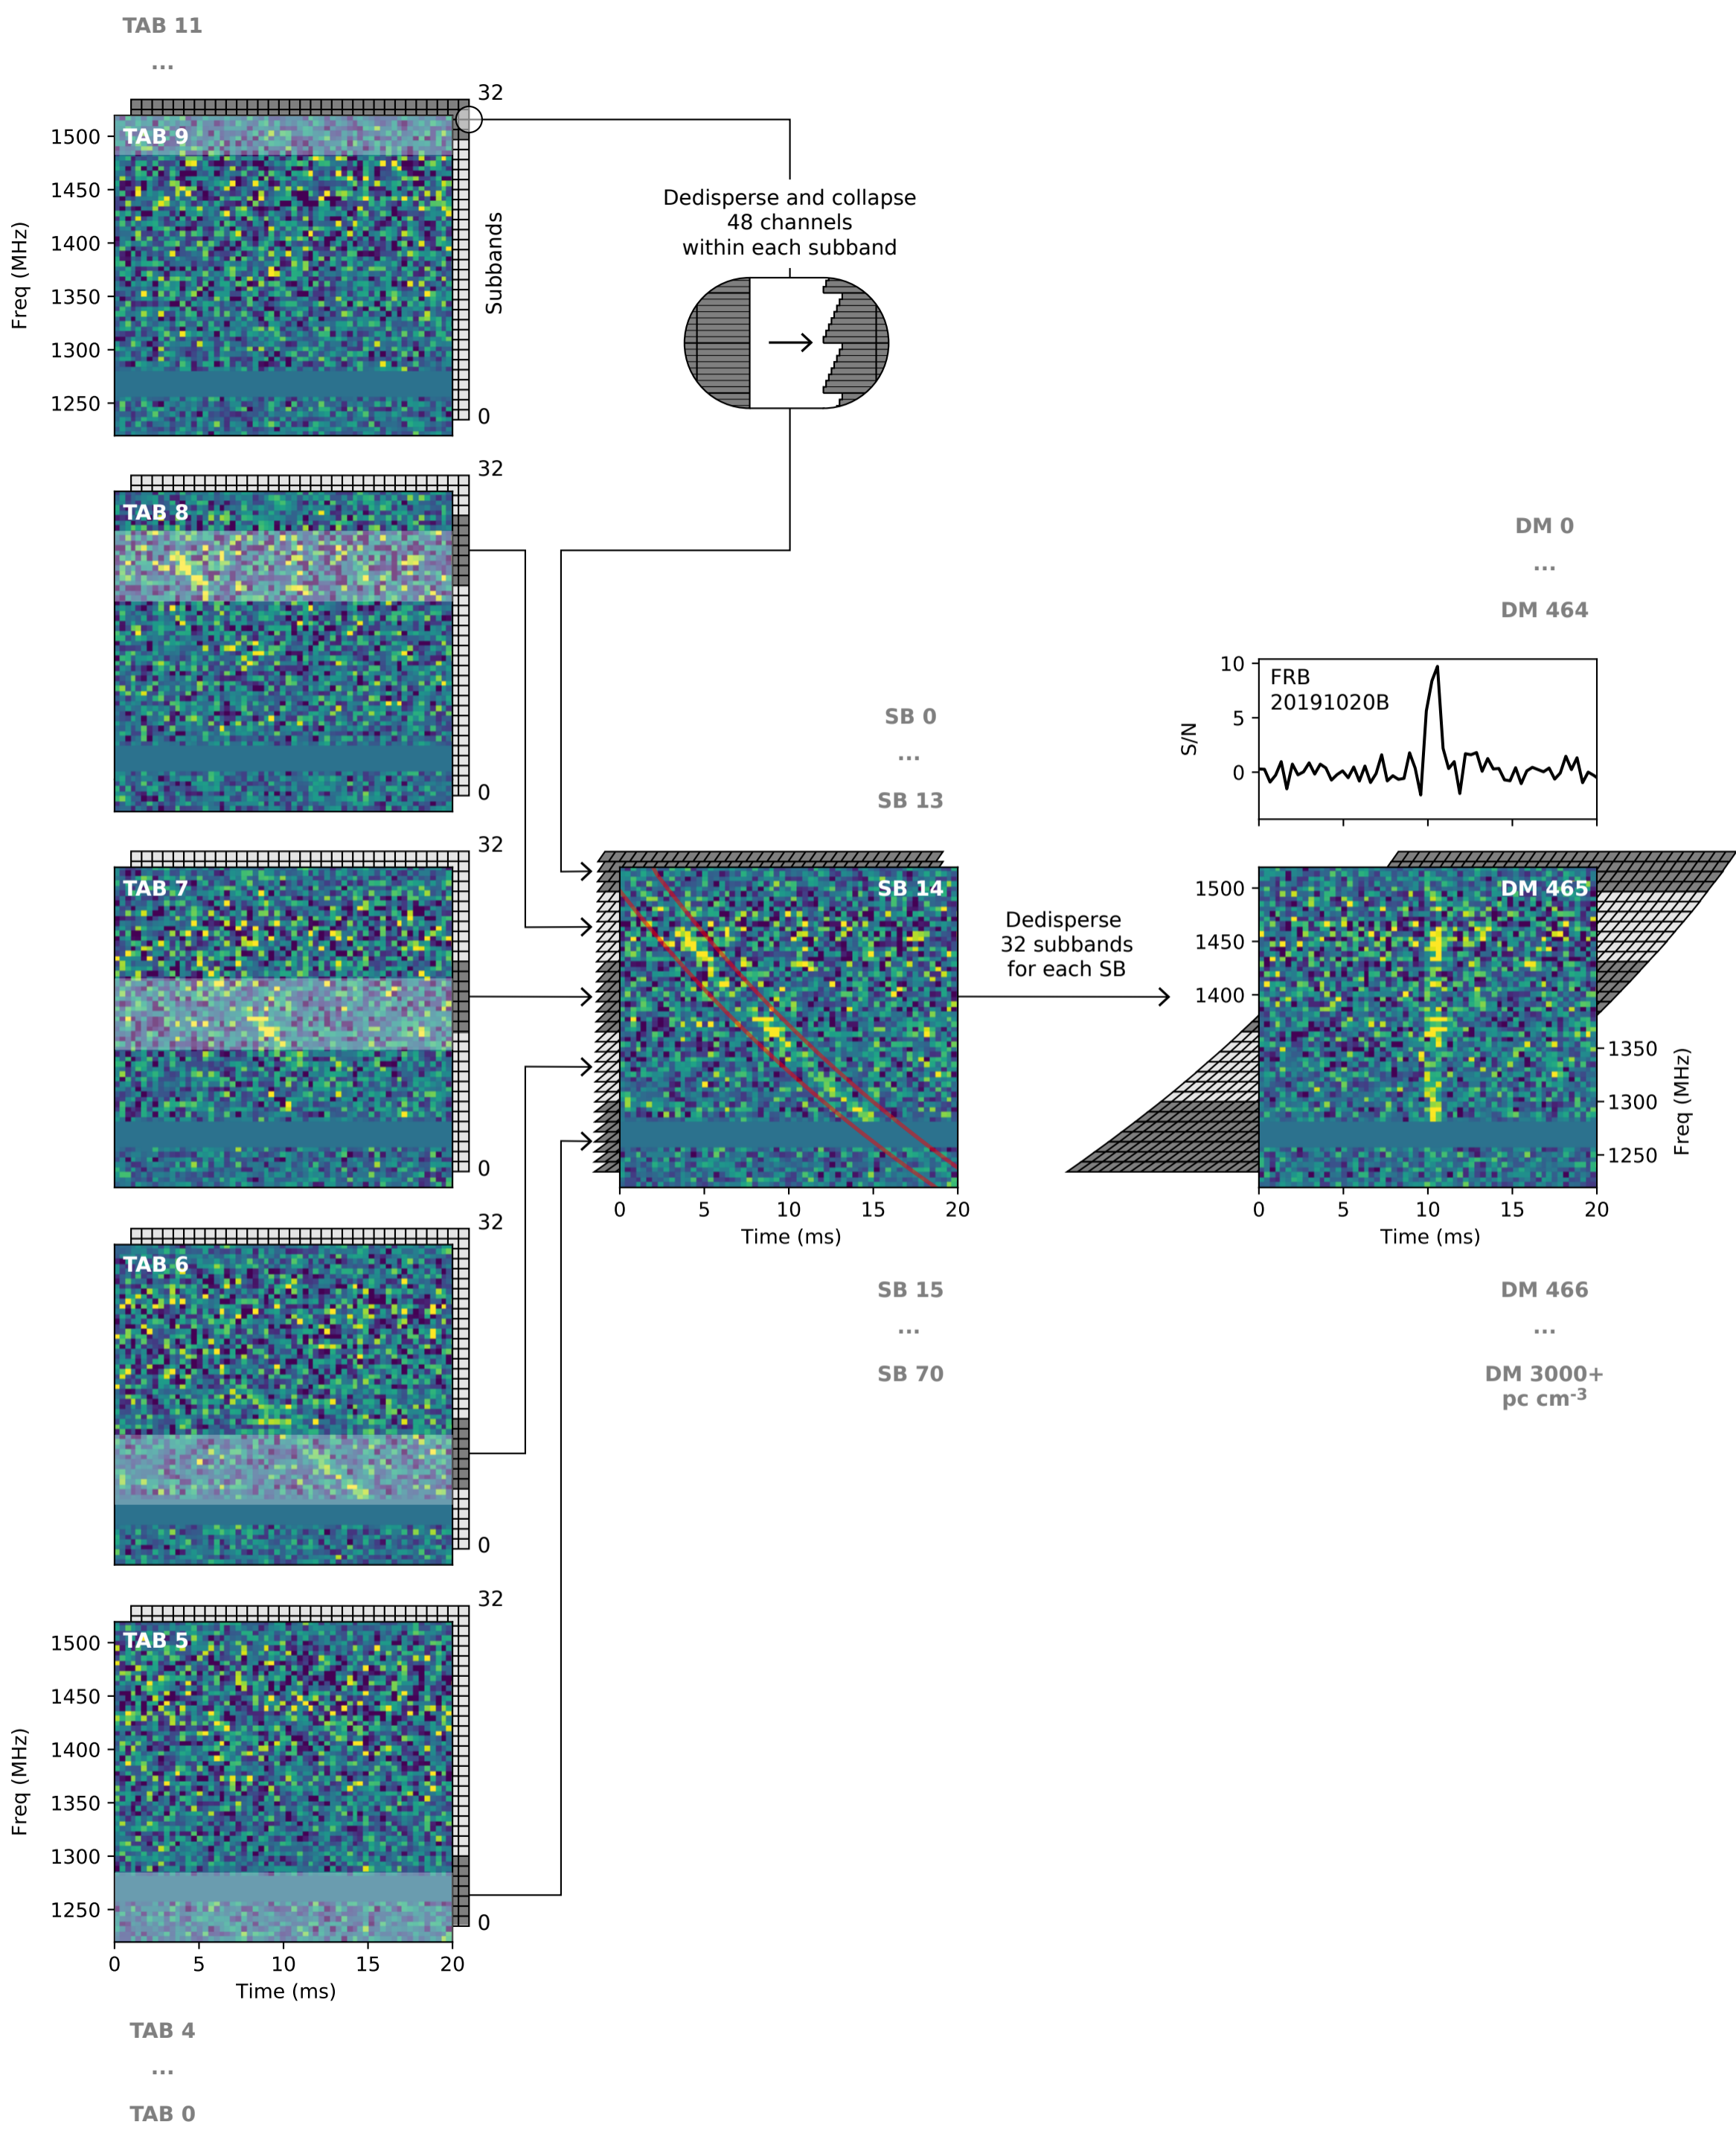 TAB 11
...
32
TAB 9
1500
1450
1400
1350
1300
1250
Freq (MHz)
Subbands
0
Dedisperse and collapse
48 channels
within each subband
32
TAB 8
0
32
TAB 7
0
32
TAB 6
0
32
TAB 5
1500
1450
1400
1350
1300
1250
Freq (MHz)
0
0 5 10 15 20
Time (ms)
TAB 4
...
TAB 0
SB 0
...
SB 13
SB 14
0 5 10 15 20
Time (ms)
SB 15
...
SB 70
Dedisperse
32 subbands
for each SB
DM 0
...
DM 464
10
5
0
S/N
FRB
20191020B
DM 465
1500
1450
1400
1350
1300
1250
Freq (MHz)
0 5 10 15 20
Time (ms)
DM 466
...
DM 3000+
pc cm-3